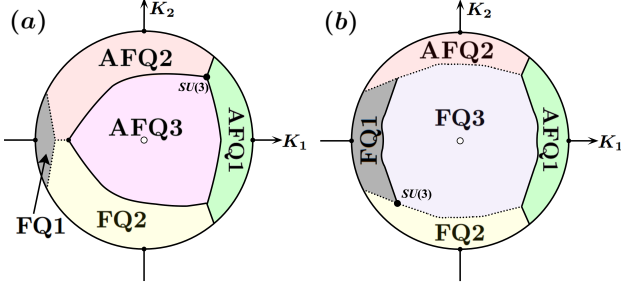 (a)
K₂
AFQ2
SU(3)
AFQ3
AFQ1
K₁
FQ2
FQ1
(b)
K₂
AFQ2
FQ3
FQ1
AFQ1
K₁
SU(3)
FQ2